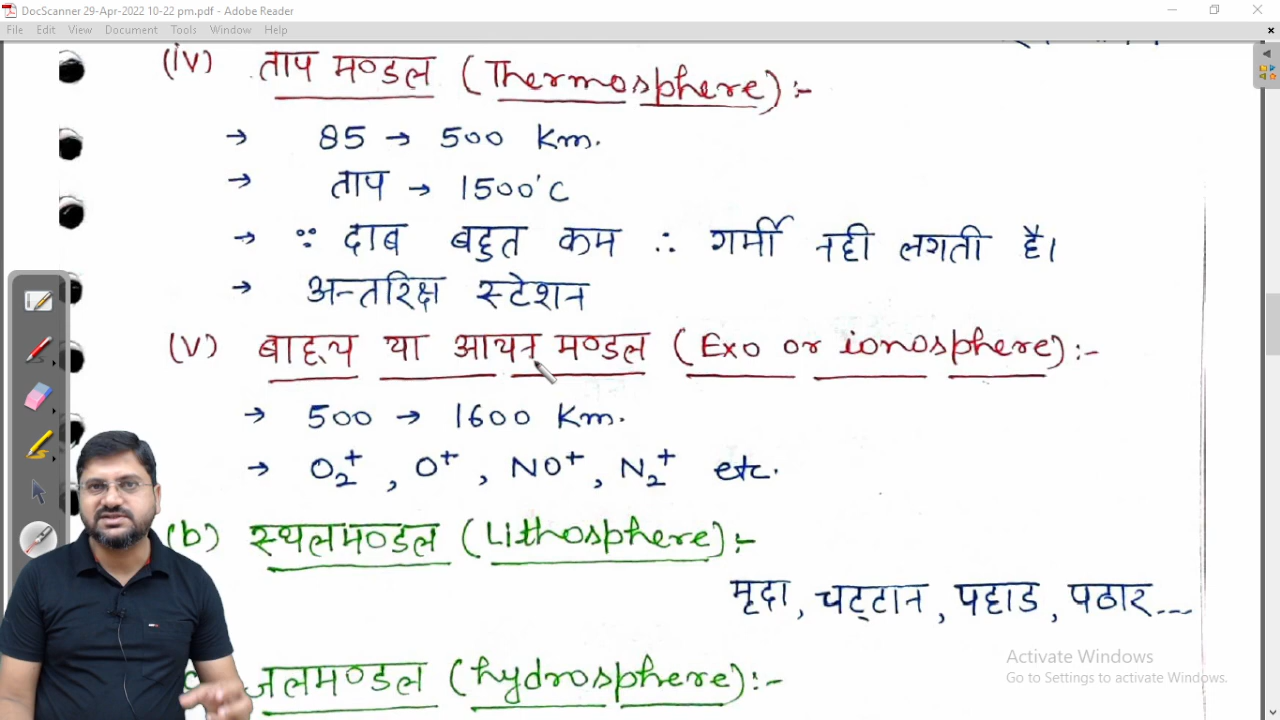 DocScanner 29-Apr-2022 10-22 pm.pdf - Adobe Reader
File Edit View Document Tools Window Help
(iv) ताप मण्डल (Thermosphere) :-
→ 85 → 500 Km.
→ ताप → 1500°C
→ ∵ दाब बहुत कम ∴ गर्मी नही लगती है।
→ अन्तरिक्ष स्टेशन
(v) बाह्य या आयन मण्डल (Exo or ionosphere) :-
→ 500 → 1600 Km.
→ O₂⁺, O⁺, NO⁺, N₂⁺ etc.
(b) स्थलमण्डल (Lithosphere) :-
मृदा, चट्टान, पहाड, पठार...
जलमण्डल (hydrosphere) :-
Activate Windows
Go to Settings to activate Windows.